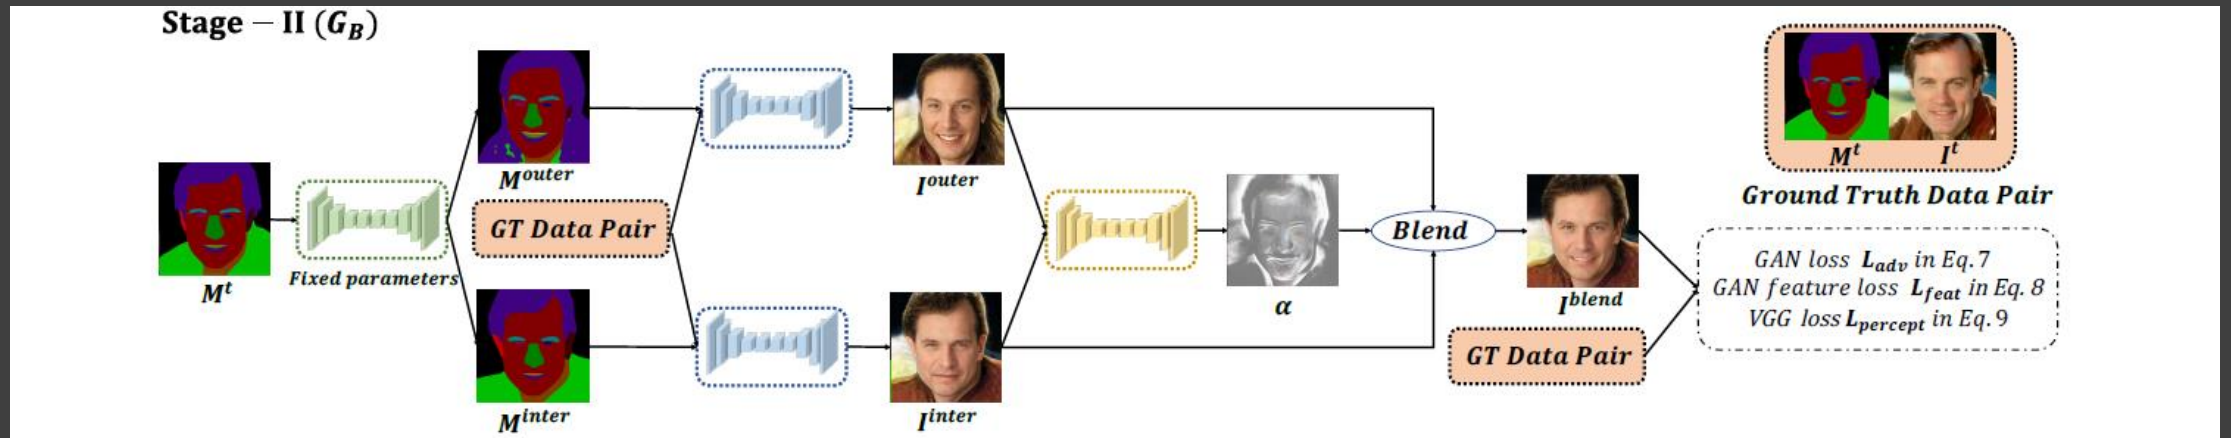 Stage − II (G_B)
M^t
Fixed parameters
M^outer
GT Data Pair
M^inter
I^outer
I^inter
α
Blend
I^blend
GT Data Pair
M^t I^t
Ground Truth Data Pair
GAN loss L_adv in Eq.7
GAN feature loss L_feat in Eq. 8
VGG loss L_percept in Eq. 9